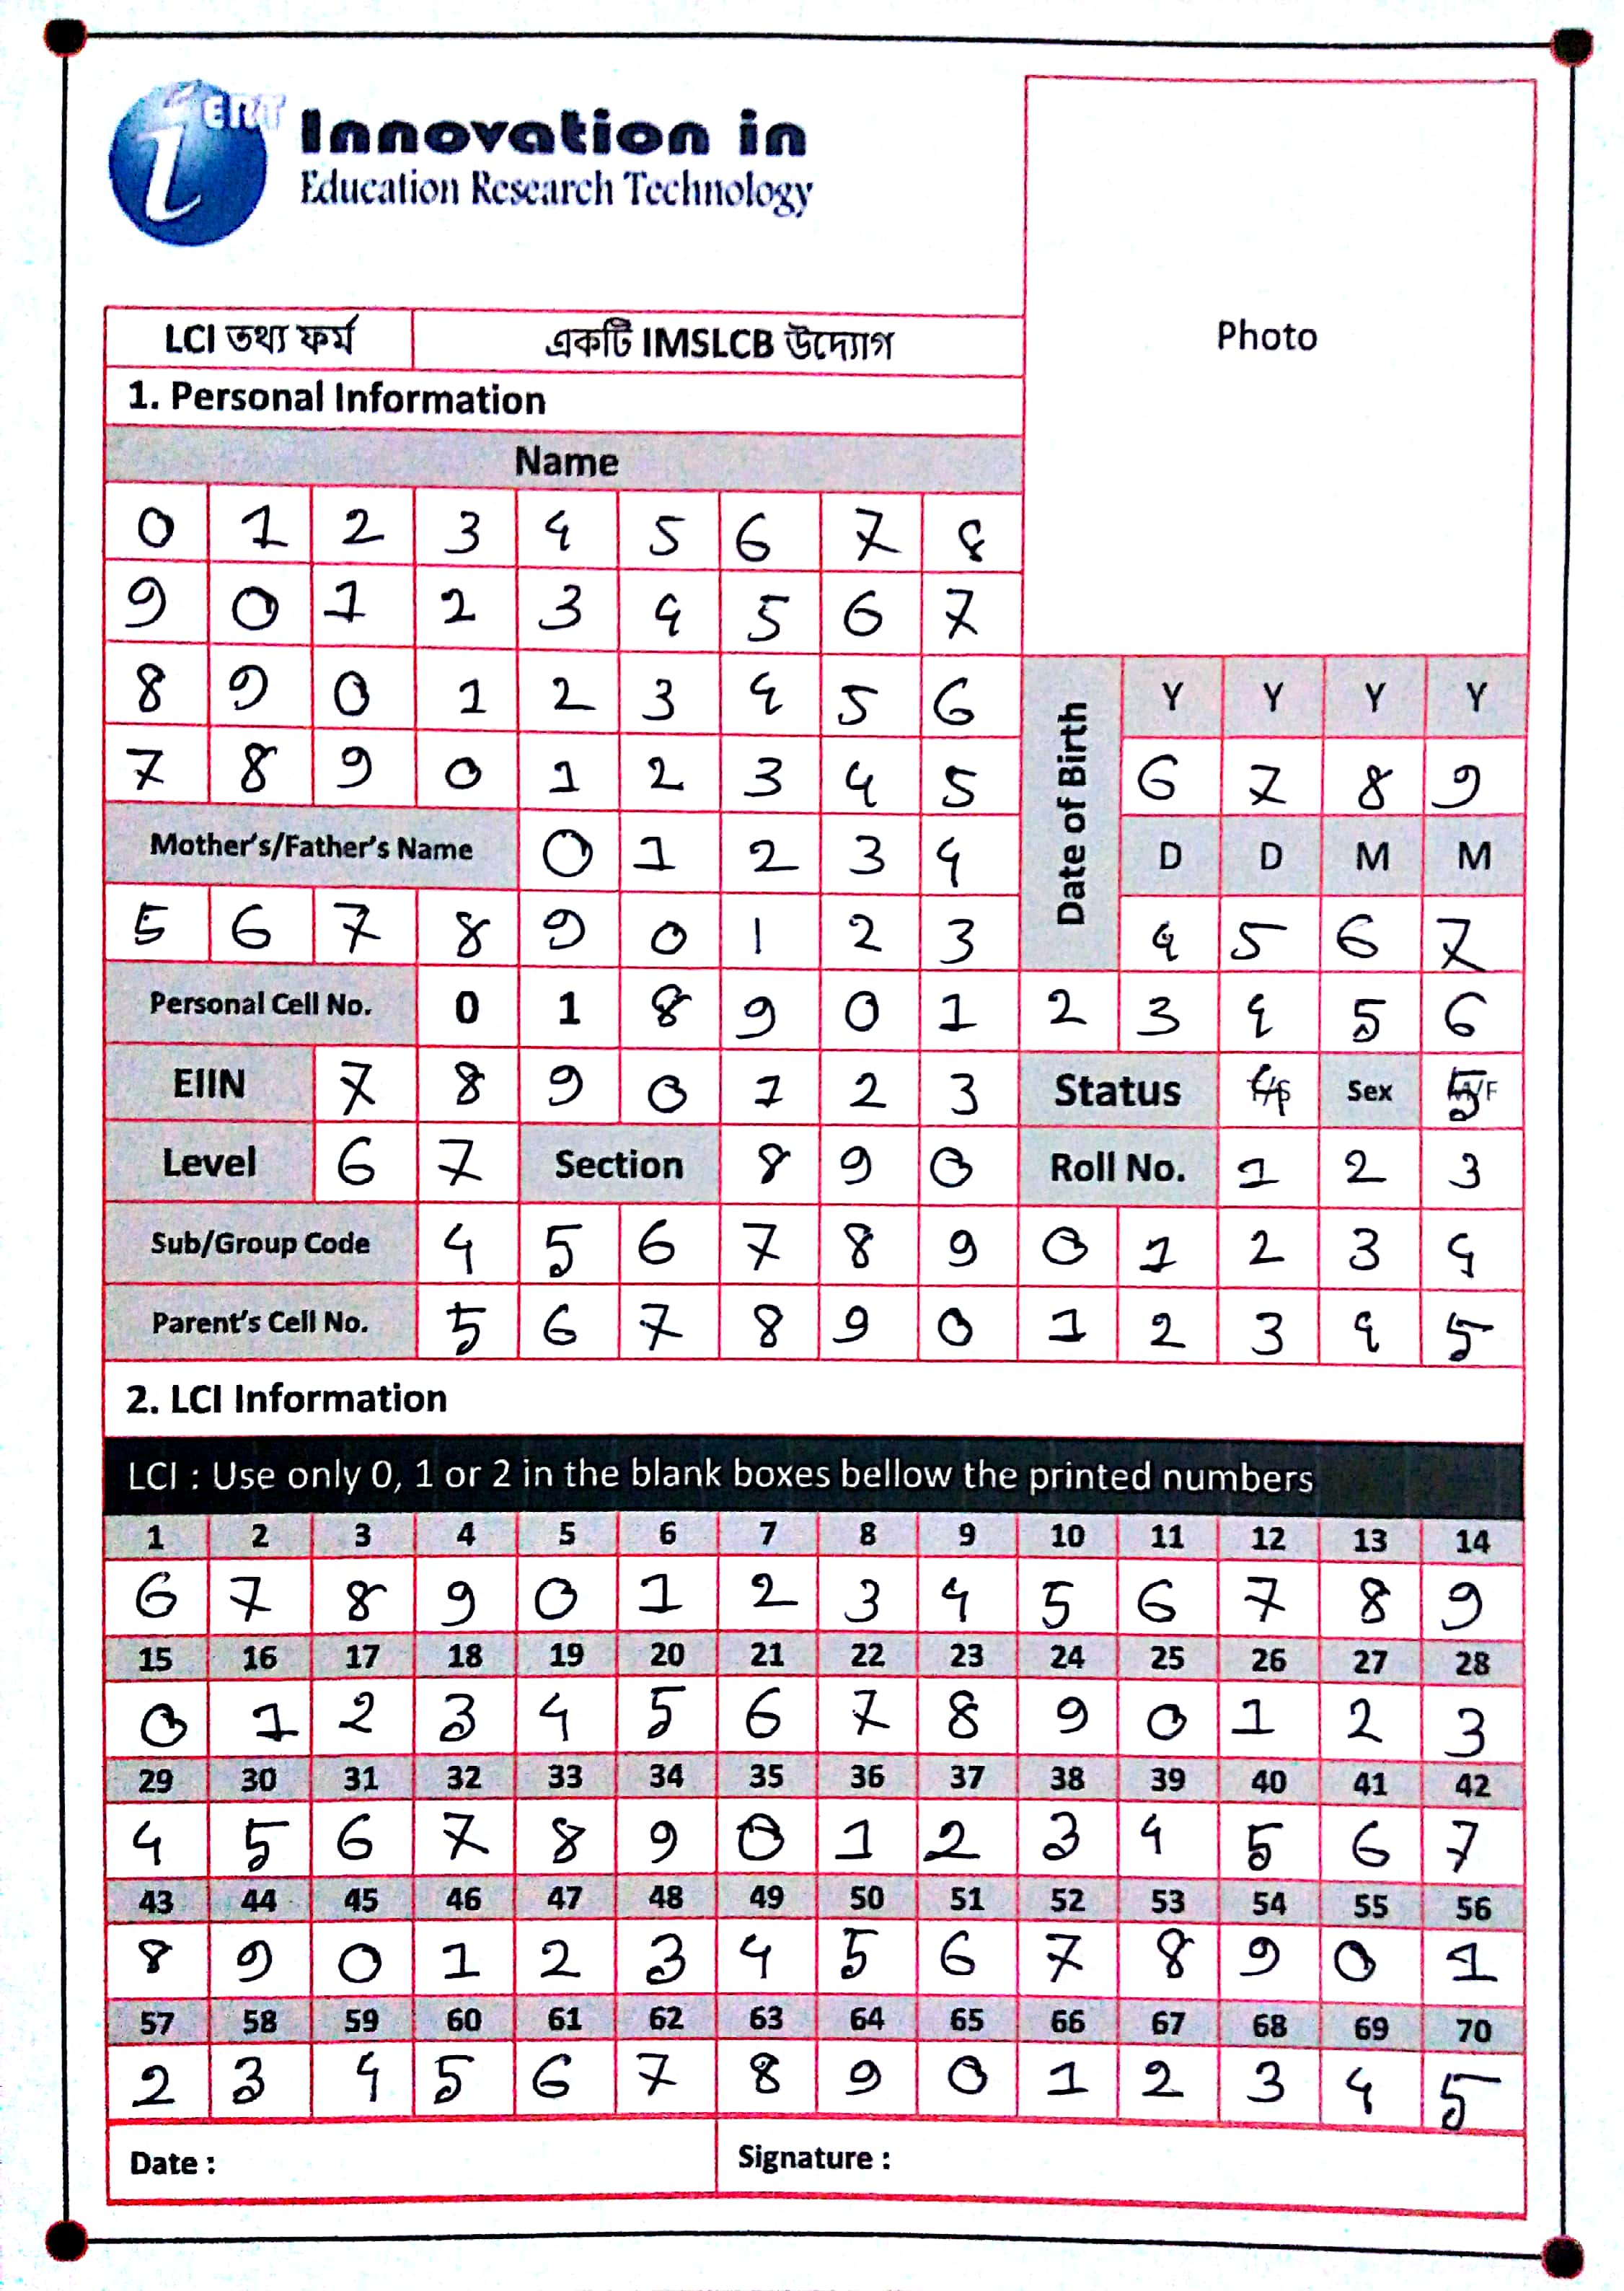 iERT Innovation in
Education Research Technology
Photo
LCI তথ্য ফর্ম একটি IMSLCB উদ্যোগ
1. Personal Information
Name
0 1 2 3 4 5 6 7 8
9 0 1 2 3 4 5 6 7
8 9 0 1 2 3 4 5 6 Date of Birth Y Y Y Y
7 8 9 0 1 2 3 4 5 6 7 8 9
Mother's/Father's Name 0 1 2 3 4 D D M M
5 6 7 8 9 0 1 2 3 4 5 6 7
Personal Cell No. 0 1 8 9 0 1 2 3 4 5 6
EIIN 7 8 9 0 1 2 3 Status 4 Sex 5
Level 6 7 Section 8 9 0 Roll No. 1 2 3
Sub/Group Code 4 5 6 7 8 9 0 1 2 3 4
Parent's Cell No. 5 6 7 8 9 0 1 2 3 4 5
2. LCI Information
LCI : Use only 0, 1 or 2 in the blank boxes bellow the printed numbers
1 2 3 4 5 6 7 8 9 10 11 12 13 14
6 7 8 9 0 1 2 3 4 5 6 7 8 9
15 16 17 18 19 20 21 22 23 24 25 26 27 28
0 1 2 3 4 5 6 7 8 9 0 1 2 3
29 30 31 32 33 34 35 36 37 38 39 40 41 42
4 5 6 7 8 9 0 1 2 3 4 5 6 7
43 44 45 46 47 48 49 50 51 52 53 54 55 56
8 9 0 1 2 3 4 5 6 7 8 9 0 1
57 58 59 60 61 62 63 64 65 66 67 68 69 70
2 3 4 5 6 7 8 9 0 1 2 3 4 5
Date : Signature :